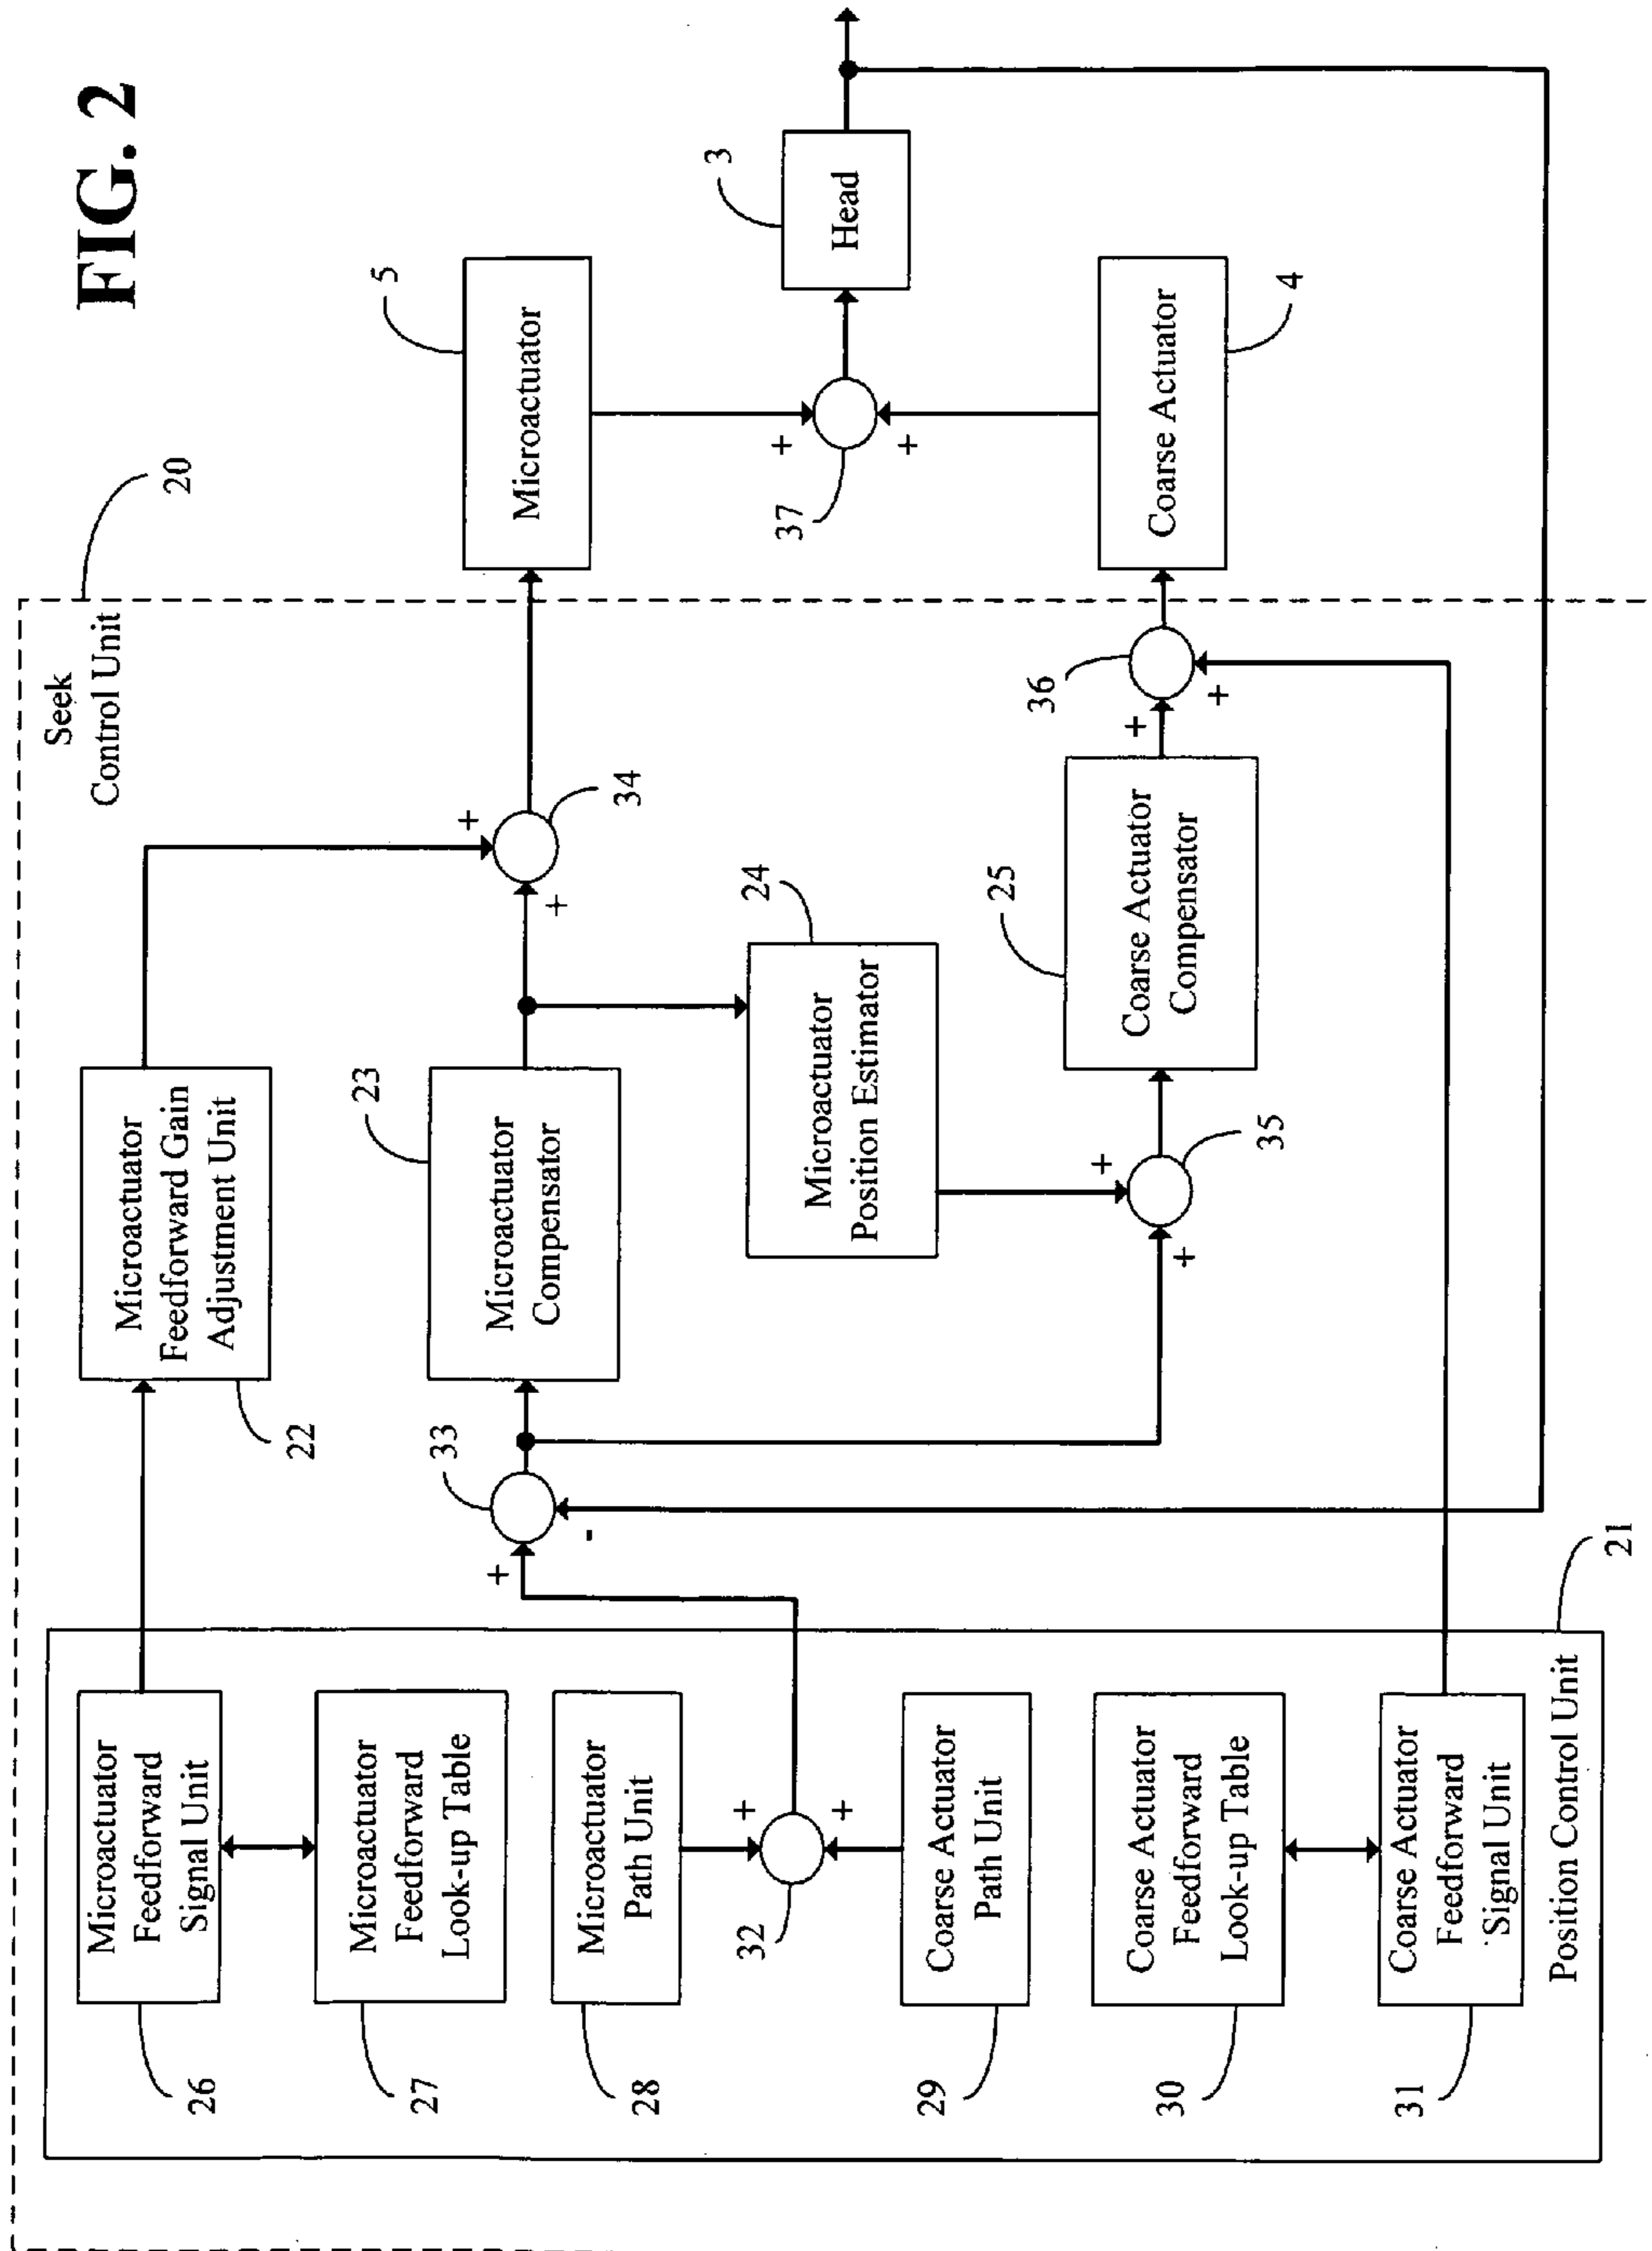 FIG. 2
Seek
Control Unit
20
Microactuator
Feedforward
Signal Unit
26
Microactuator
Feedforward Gain
Adjustment Unit
22
Microactuator
Feedforward
Look-up Table
27
+
33
Microactuator
Compensator
23
+
+
34
Microactuator
5
-
Microactuator
Path Unit
28
+
+
32
Microactuator
Position Estimator
24
+
+
37
Head
3
Coarse Actuator
Path Unit
29
+
+
35
Coarse Actuator
Compensator
25
+
+
36
Coarse Actuator
4
Coarse Actuator
Feedforward
Look-up Table
30
Coarse Actuator
Feedforward
Signal Unit
31
Position Control Unit
21